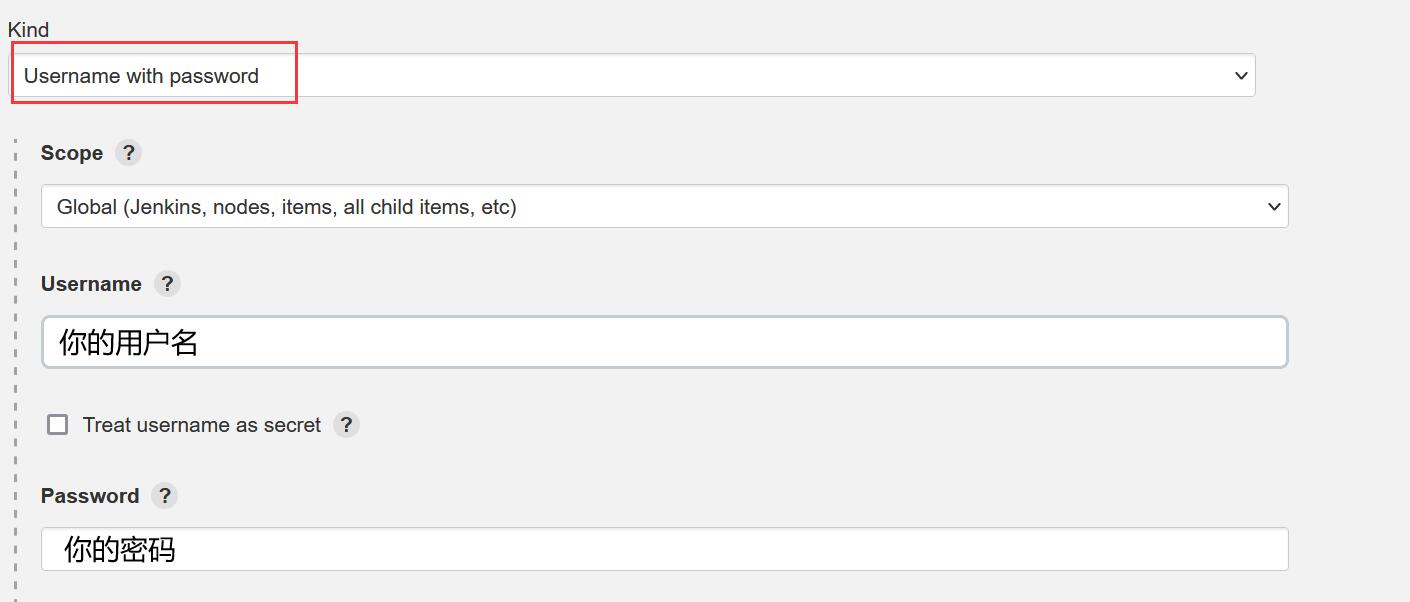 Kind
Username with password
Scope ?
Global (Jenkins, nodes, items, all child items, etc)
Username ?
你的用户名
Treat username as secret ?
Password ?
你的密码